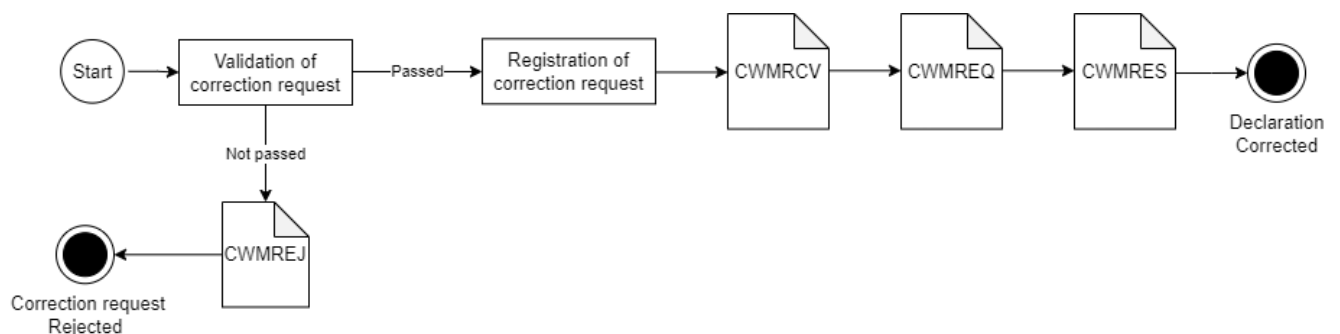 Start
Validation of
correction request
Passed
Registration of
correction request
CWMRCV
CWMREQ
CWMRES
Declaration
Corrected
Not passed
CWMREJ
Correction request
Rejected